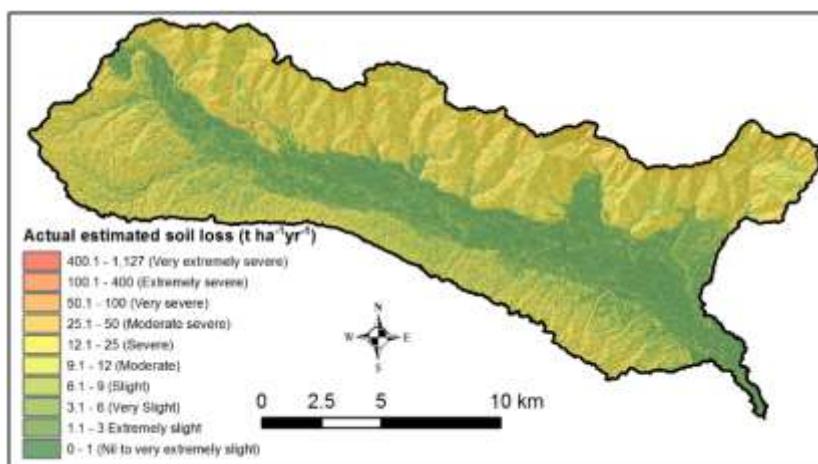 Actual estimated soil loss (t ha⁻¹yr⁻¹)
400.1 - 1,127 (Very extremely severe)
100.1 - 400 (Extremely severe)
50.1 - 100 (Very severe)
25.1 - 50 (Moderate severe)
12.1 - 25 (Severe)
9.1 - 12 (Moderate)
6.1 - 9 (Slight)
3.1 - 6 (Very Slight)
1.1 - 3 Extremely slight
0 - 1 (Nil to very extremely slight)
N
W E
S
0 2.5 5 10 km